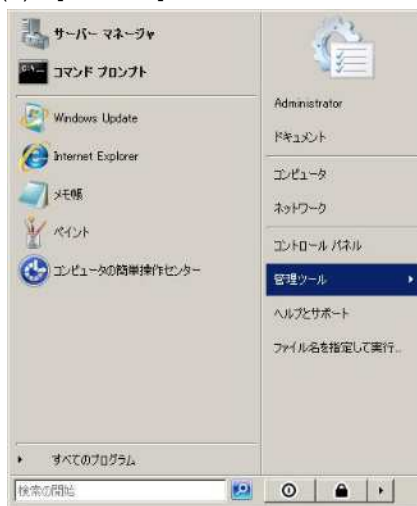 サーバー マネージャ
コマンド プロンプト
Windows Update
Internet Explorer
メモ帳
ペイント
コンピュータの簡単操作センター
すべてのプログラム
検索の開始
Administrator
ドキュメント
コンピュータ
ネットワーク
コントロール パネル
管理ツール
ヘルプとサポート
ファイル名を指定して実行...